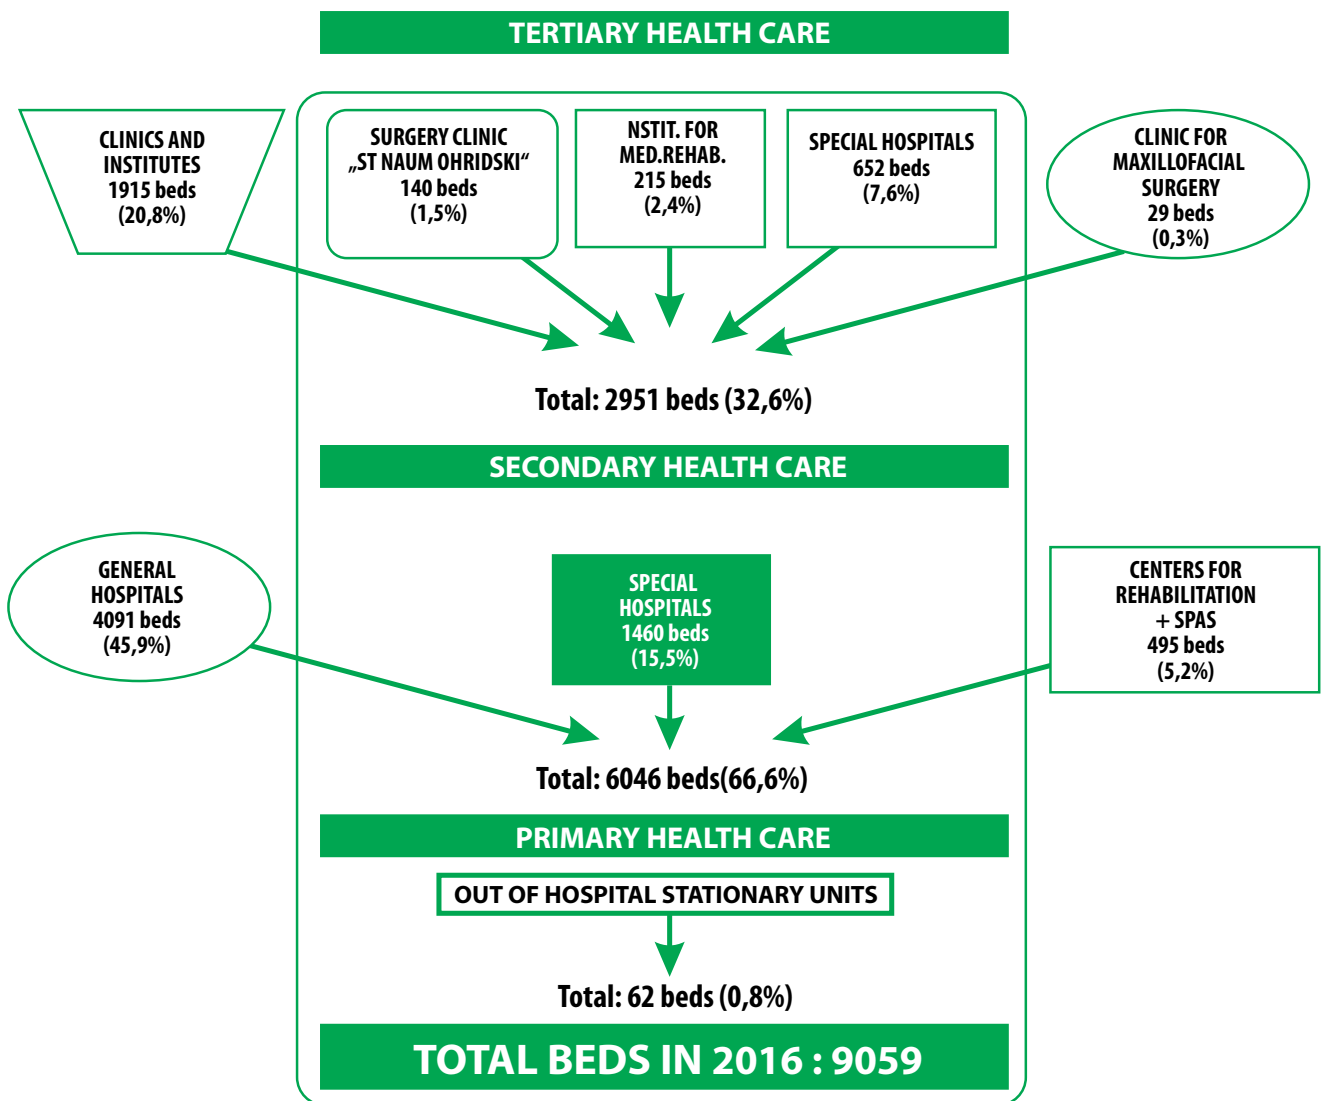 TERTIARY HEALTH CARE
CLINICS AND
INSTITUTES
1915 beds
(20,8%)
SURGERY CLINIC
„ST NAUM OHRIDSKI“
140 beds
(1,5%)
NSTIT. FOR
MED.REHAB.
215 beds
(2,4%)
SPECIAL HOSPITALS
652 beds
(7,6%)
CLINIC FOR
MAXILLOFACIAL
SURGERY
29 beds
(0,3%)
Total: 2951 beds (32,6%)
SECONDARY HEALTH CARE
GENERAL
HOSPITALS
4091 beds
(45,9%)
SPECIAL
HOSPITALS
1460 beds
(15,5%)
CENTERS FOR
REHABILITATION
+ SPAS
495 beds
(5,2%)
Total: 6046 beds(66,6%)
PRIMARY HEALTH CARE
OUT OF HOSPITAL STATIONARY UNITS
Total: 62 beds (0,8%)
TOTAL BEDS IN 2016 : 9059